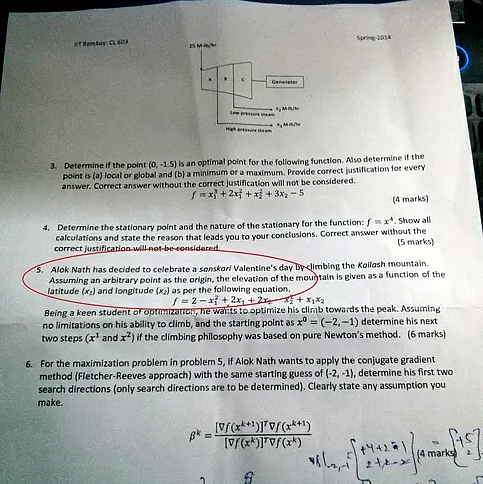 IIT Bombay: CL 603
Spring-2014
25 M-lb/hr
A B C
Generator
x₂ M-lb/hr
Low pressure steam
x₁ M-lb/hr
High pressure steam
3. Determine if the point (0, -1.5) is an optimal point for the following function. Also determine if the
point is (a) local or global and (b) a minimum or a maximum. Provide correct justification for every
answer. Correct answer without the correct justification will not be considered.
f = x₁³ + 2x₁² + x₂² + 3x₂ − 5
(4 marks)
4. Determine the stationary point and the nature of the stationary for the function: f = x⁴. Show all
calculations and state the reason that leads you to your conclusions. Correct answer without the
correct justification will not be considered.
(5 marks)
5. Alok Nath has decided to celebrate a sanskari Valentine's day by climbing the Kailash mountain.
Assuming an arbitrary point as the origin, the elevation of the mountain is given as a function of the
latitude (x₁) and longitude (x₂) as per the following equation.
f = 2 − x₁² + 2x₁ + 2x₂ − x₂² + x₁x₂
Being a keen student of optimization, he wants to optimize his climb towards the peak. Assuming
no limitations on his ability to climb, and the starting point as x⁰ = (−2, −1) determine his next
two steps (x¹ and x²) if the climbing philosophy was based on pure Newton's method. (6 marks)
6. For the maximization problem in problem 5, if Alok Nath wants to apply the conjugate gradient
method (Fletcher-Reeves approach) with the same starting guess of (-2, -1), determine his first two
search directions (only search directions are to be determined). Clearly state any assumption you
make.
βᵏ = [∇f(xᵏ⁺¹)]ᵀ∇f(xᵏ⁺¹) / [∇f(xᵏ)]ᵀ∇f(xᵏ)
(4 marks)